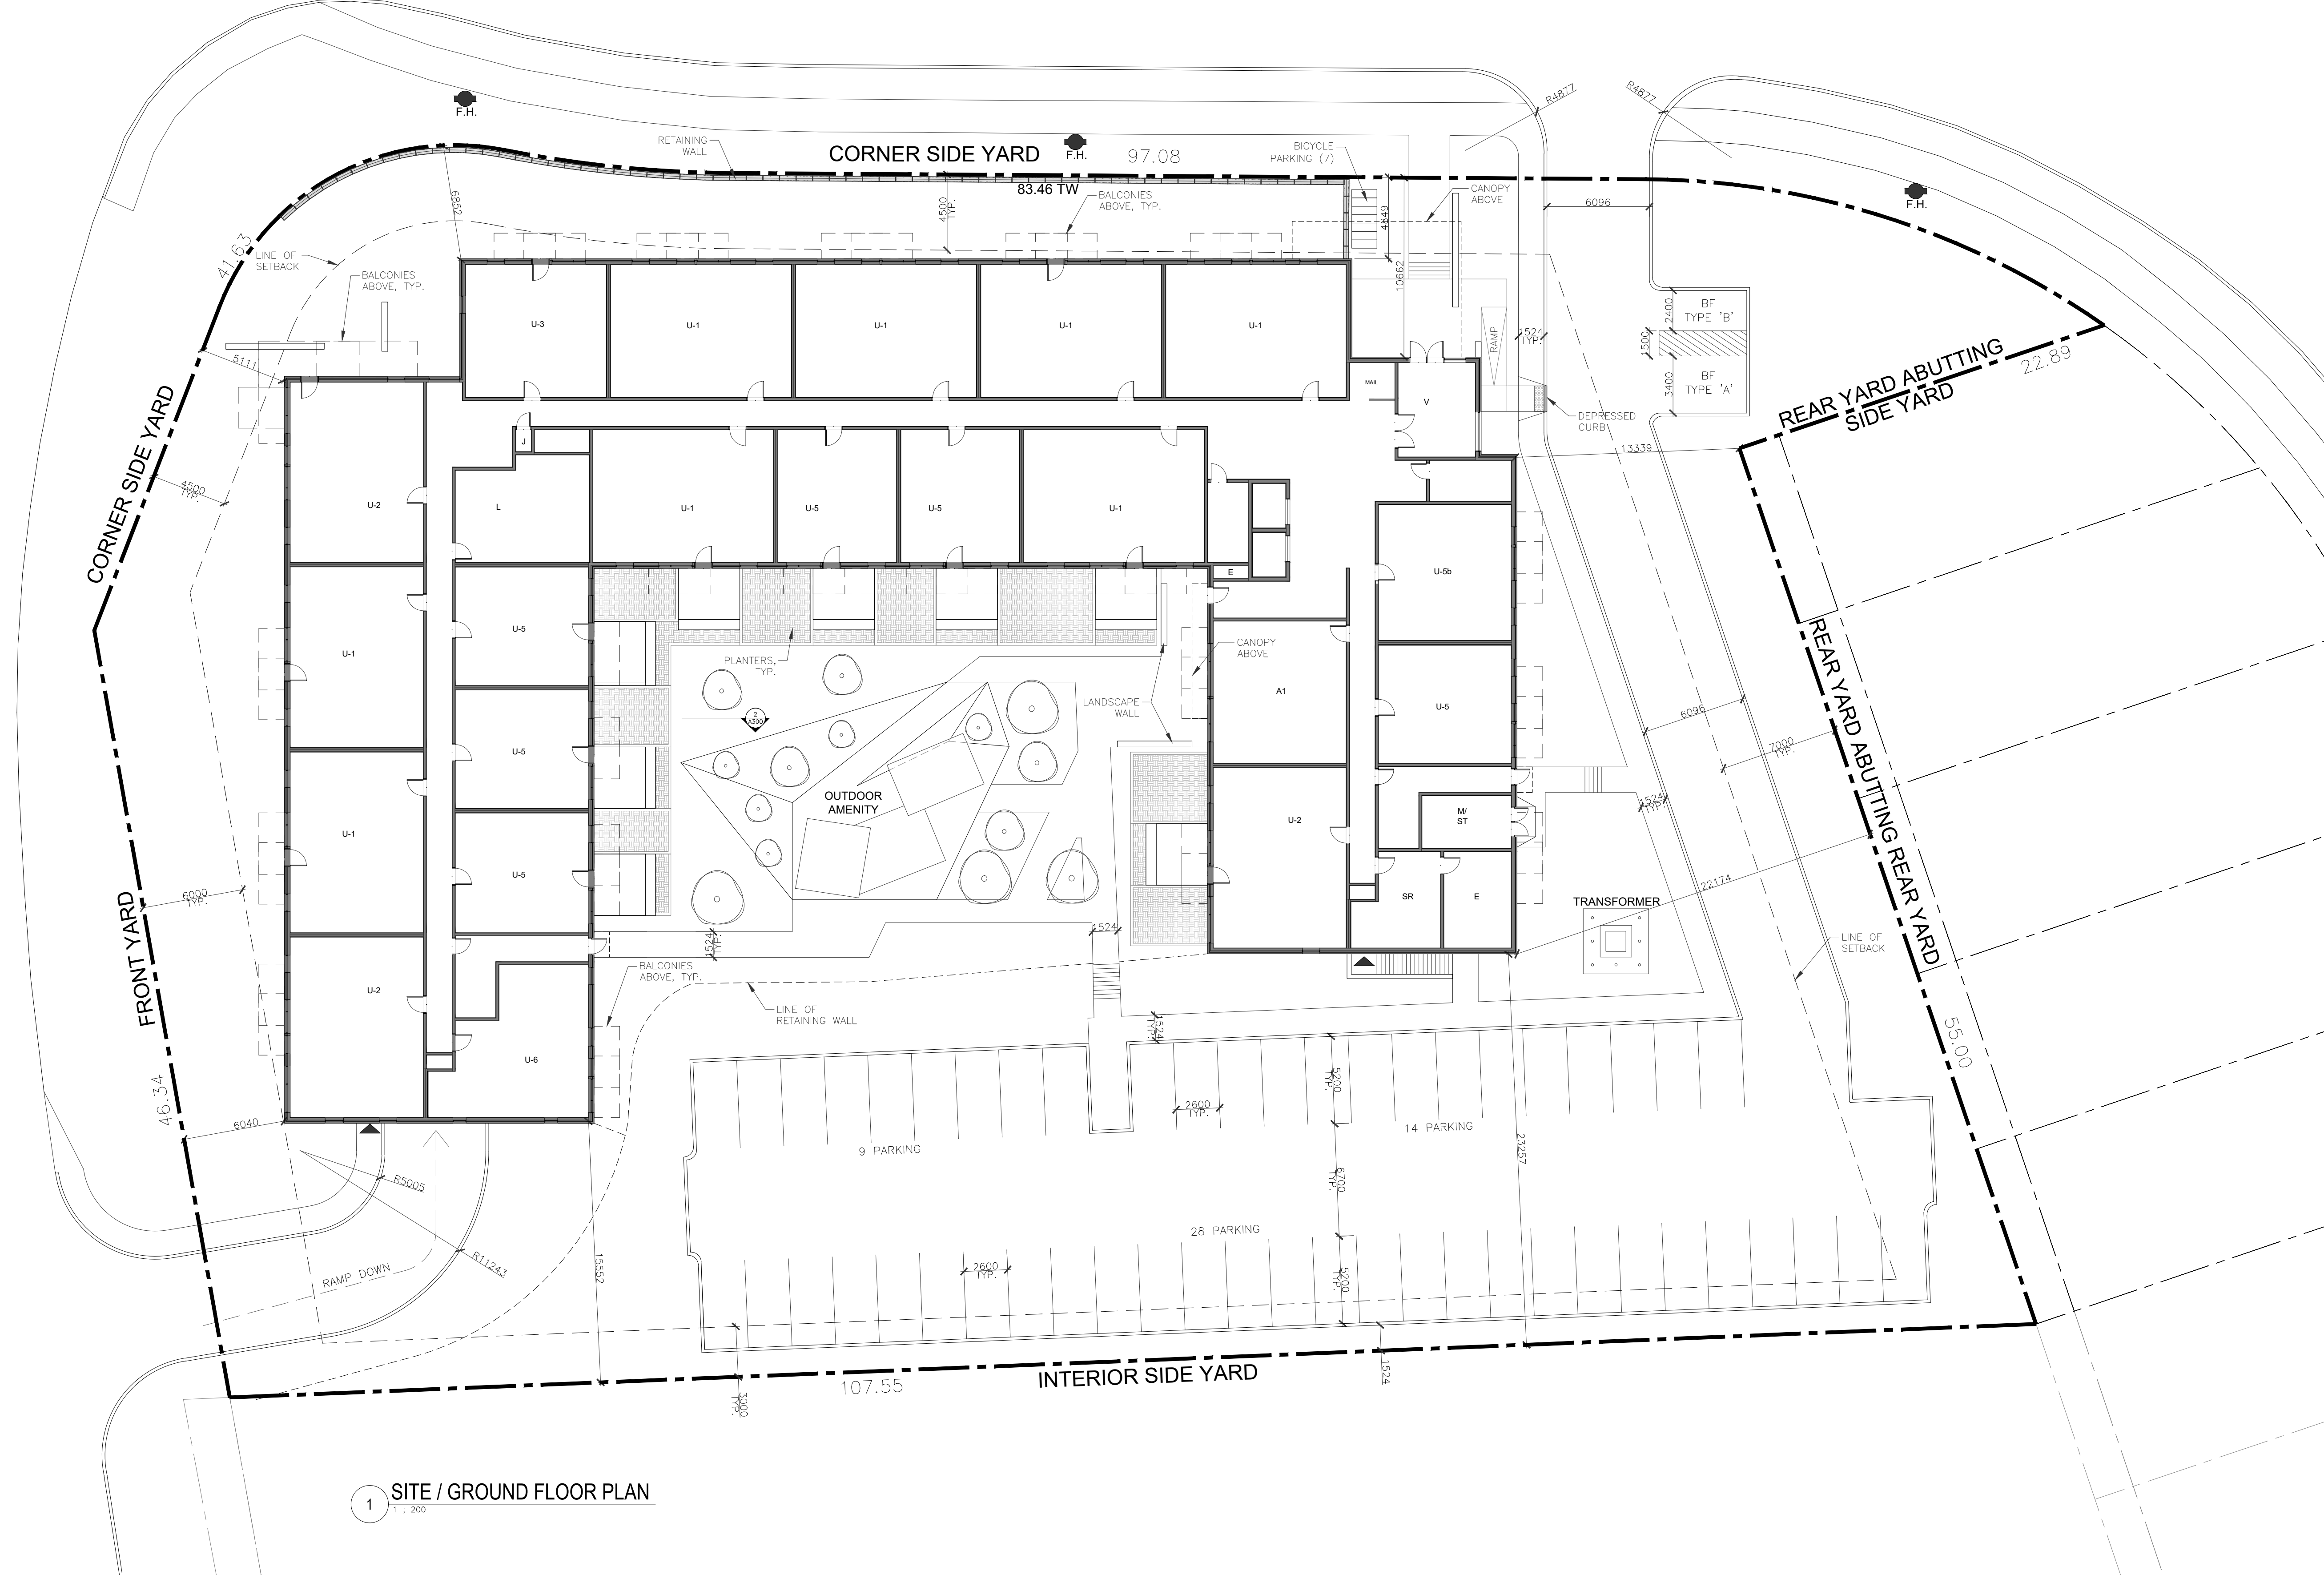 F.H.
R4877
R4877
RETAINING
WALL
CORNER SIDE YARD
F.H.
97.08
BICYCLE
PARKING (7)
83.46 TW
BALCONIES
ABOVE, TYP.
CANOPY
ABOVE
F.H.
6852
4500
TYP.
4849
6096
41.63
LINE OF
SETBACK
BALCONIES
ABOVE, TYP.
10662
2400
BF
TYPE 'B'
U-3
U-1
U-1
U-1
U-1
RAMP
1524
TYP.
1500
5111
3400
BF
TYPE 'A'
REAR YARD ABUTTING
SIDE YARD
22.89
MAIL
V
DEPRESSED
CURB
J
13339
CORNER SIDE YARD
4500
TYP.
U-2
L
U-1
U-5
U-5
U-1
E
U-5b
U-5
U-1
PLANTERS,
TYP.
CANOPY
ABOVE
REAR YARD ABUTTING REAR YARD
A1
LANDSCAPE
WALL
2
A300
U-5
6096
7000
TYP.
U-5
OUTDOOR
AMENITY
1524
TYP.
M/
ST
U-1
U-2
U-5
22174
SR
E
TRANSFORMER
6000
TYP.
FRONT YARD
1524
TYP.
1524
LINE OF
SETBACK
BALCONIES
ABOVE, TYP.
U-2
LINE OF
RETAINING WALL
1524
TYP.
55.00
U-6
5200
TYP.
2600
TYP.
46.34
6040
9 PARKING
14 PARKING
23257
R5005
6700
TYP.
28 PARKING
R11243
RAMP DOWN
15552
2600
TYP.
5200
TYP.
107.55
INTERIOR SIDE YARD
3000
TYP.
1524
1
SITE / GROUND FLOOR PLAN
1 : 200